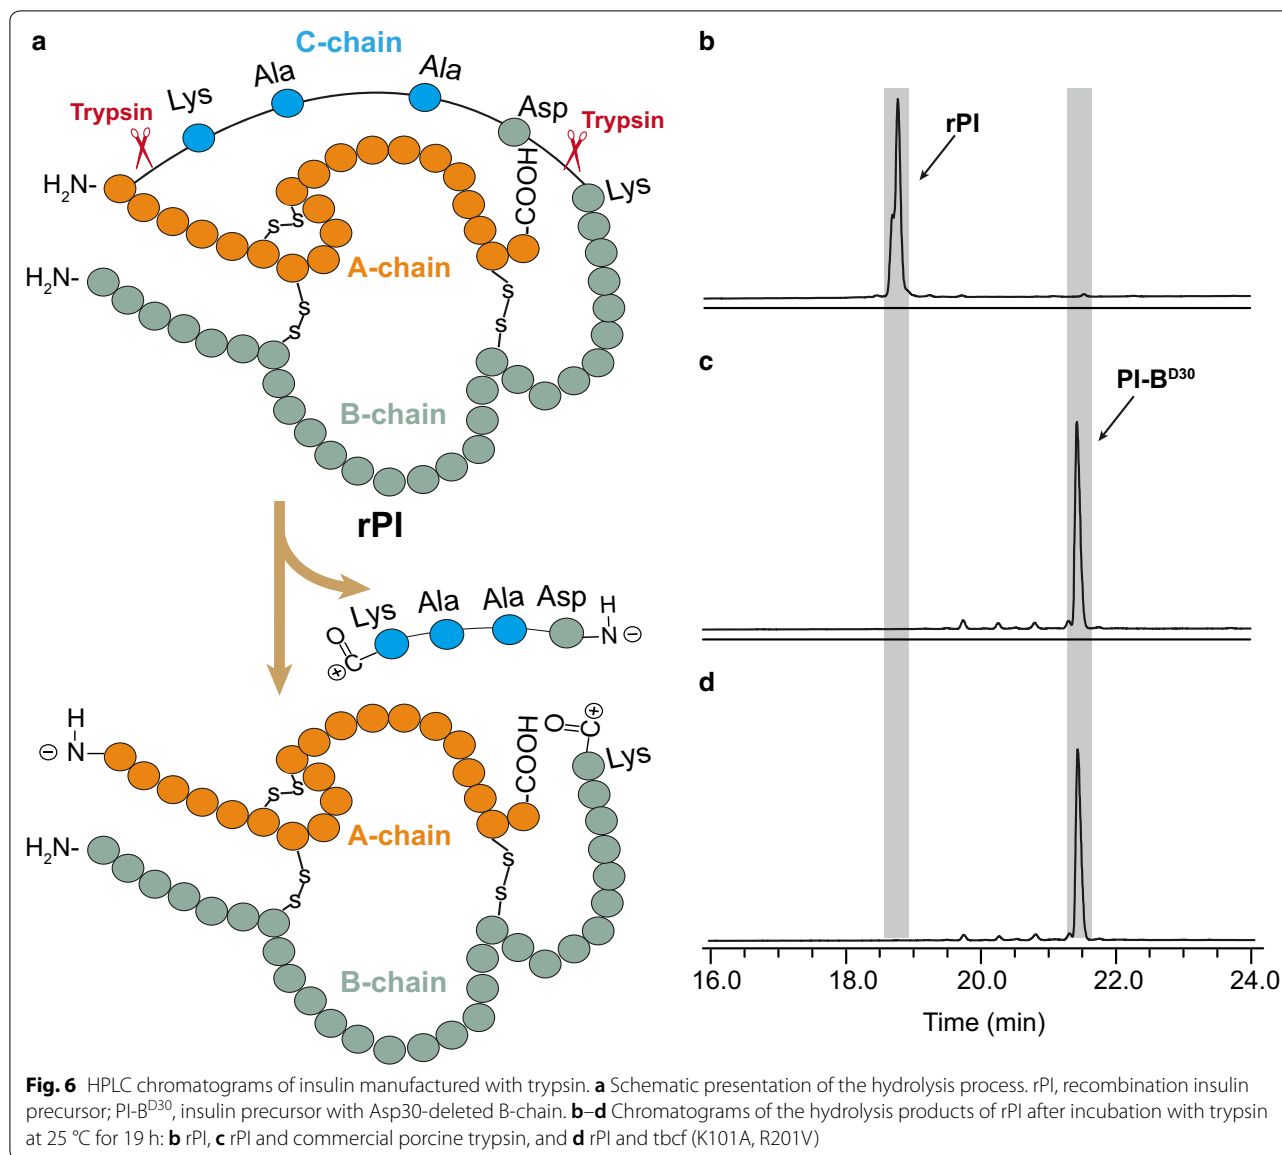 a
C-chain
Ala
Ala
Lys
Asp
Trypsin
Trypsin
H2N-
COOH
Lys
S
S
A-chain
H2N-
S
S
S
S
B-chain
rPI
Lys Ala Ala Asp
H
O
C
⊕
N
⊖
H
⊖ N
O
C
⊕
COOH
Lys
S
S
A-chain
H2N-
S
S
S
S
B-chain
b
rPI
c
PI-B^D30
d
16.0 18.0 20.0 22.0 24.0
Time (min)
Fig. 6 HPLC chromatograms of insulin manufactured with trypsin. a Schematic presentation of the hydrolysis process. rPI, recombination insulin
precursor; PI-B^D30, insulin precursor with Asp30-deleted B-chain. b–d Chromatograms of the hydrolysis products of rPI after incubation with trypsin
at 25 °C for 19 h: b rPI, c rPI and commercial porcine trypsin, and d rPI and tbcf (K101A, R201V)